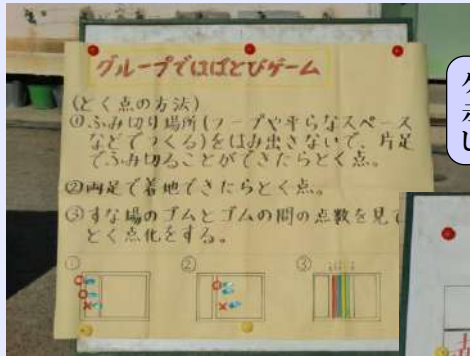 グループではばとびゲーム
(とく点の方法)
①ふみ切り場所(フープや平らなスペース
などでつくる)をはみ出さないで、片足
でふみ切ることができたらとく点。
②両足で着地できたらとく点。
③すな場のゴムとゴムの間の点数を見て
とく点化をする。
① ② ③